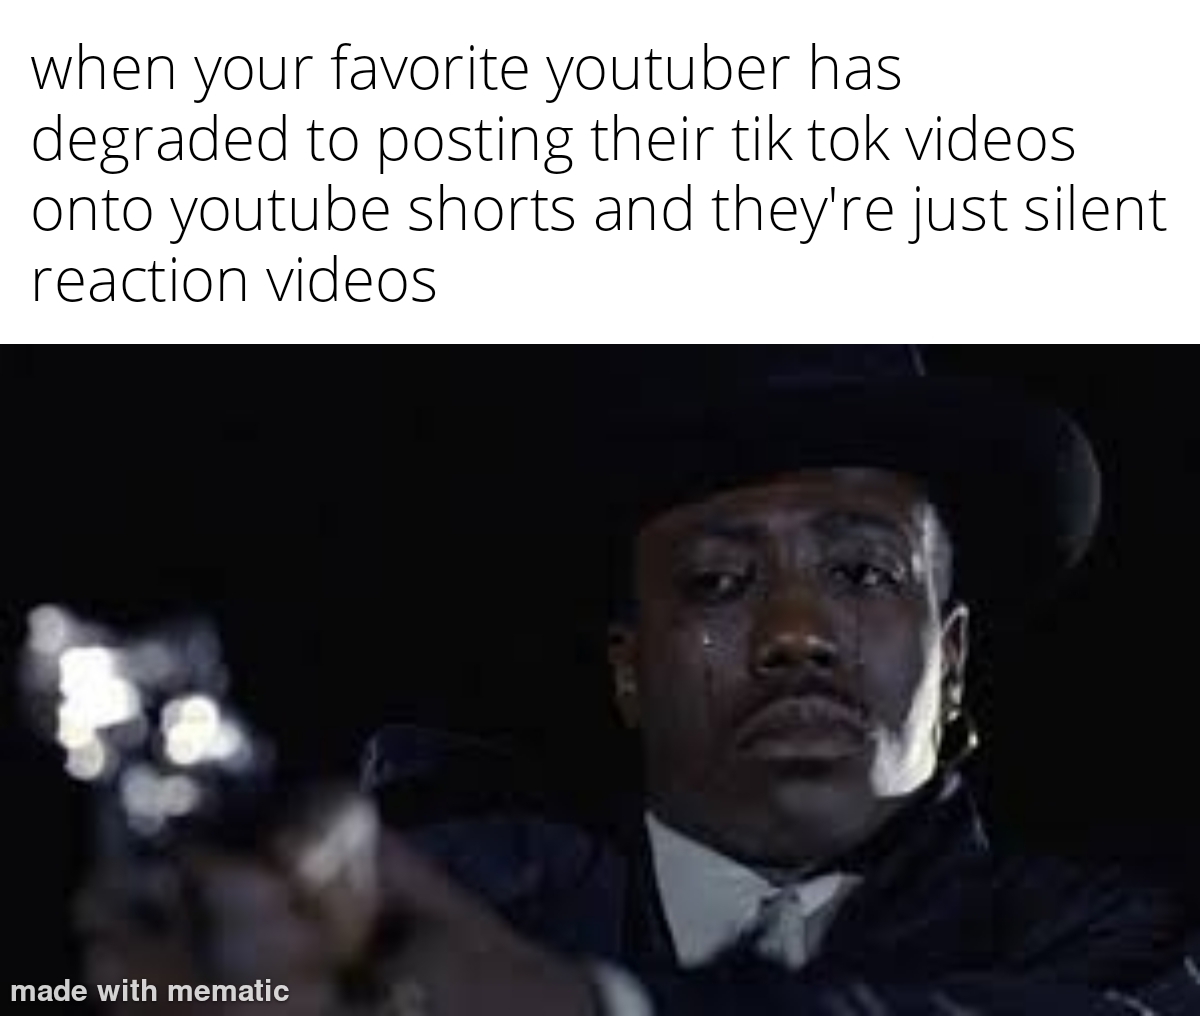 when your favorite youtuber has
degraded to posting their tik tok videos
onto youtube shorts and they're just silent
reaction videos
made with mematic